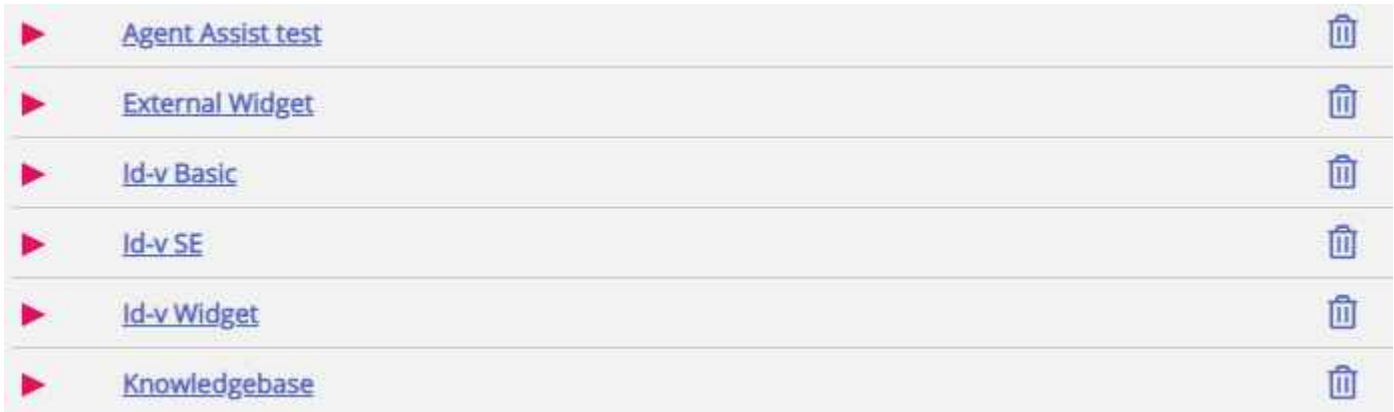 Agent Assist test
External Widget
Id-v Basic
Id-v SE
Id-v Widget
Knowledgebase